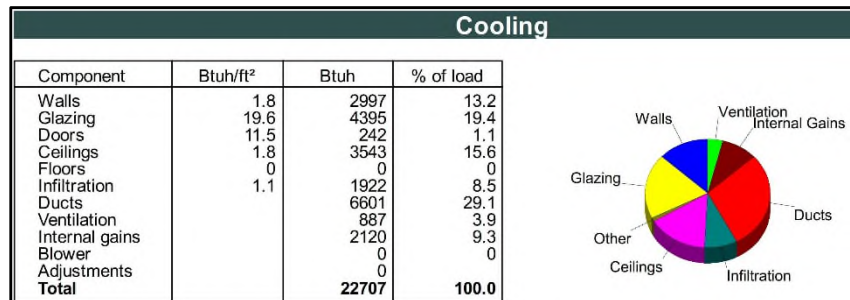 Cooling
Component Btuh/ft² Btuh % of load
Walls 1.8 2997 13.2
Glazing 19.6 4395 19.4
Doors 11.5 242 1.1
Ceilings 1.8 3543 15.6
Floors 0 0 0
Infiltration 1.1 1922 8.5
Ducts 6601 29.1
Ventilation 887 3.9
Internal gains 2120 9.3
Blower 0 0
Adjustments 0
Total 22707 100.0
Ventilation
Walls
Internal Gains
Glazing
Ducts
Other
Ceilings
Infiltration